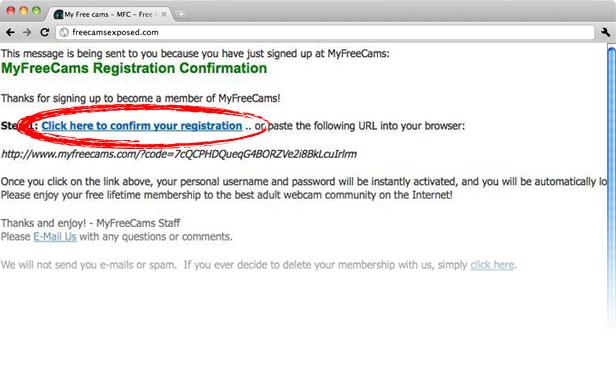 My Free cams - MFC - Free
freecamsexposed.com
This message is being sent to you because you have just signed up at MyFreeCams:
MyFreeCams Registration Confirmation
Thanks for signing up to become a member of MyFreeCams!
Step 1: Click here to confirm your registration .. or paste the following URL into your browser:
http://www.myfreecams.com/?code=7cQCPHDQueqG4BORZVe2i8BkLcuIrlrm
Once you click on the link above, your personal username and password will be instantly activated, and you will be automatically lo
Please enjoy your free lifetime membership to the best adult webcam community on the Internet!
Thanks and enjoy! - MyFreeCams Staff
Please E-Mail Us with any questions or comments.
We will not send you e-mails or spam. If you ever decide to delete your membership with us, simply click here.